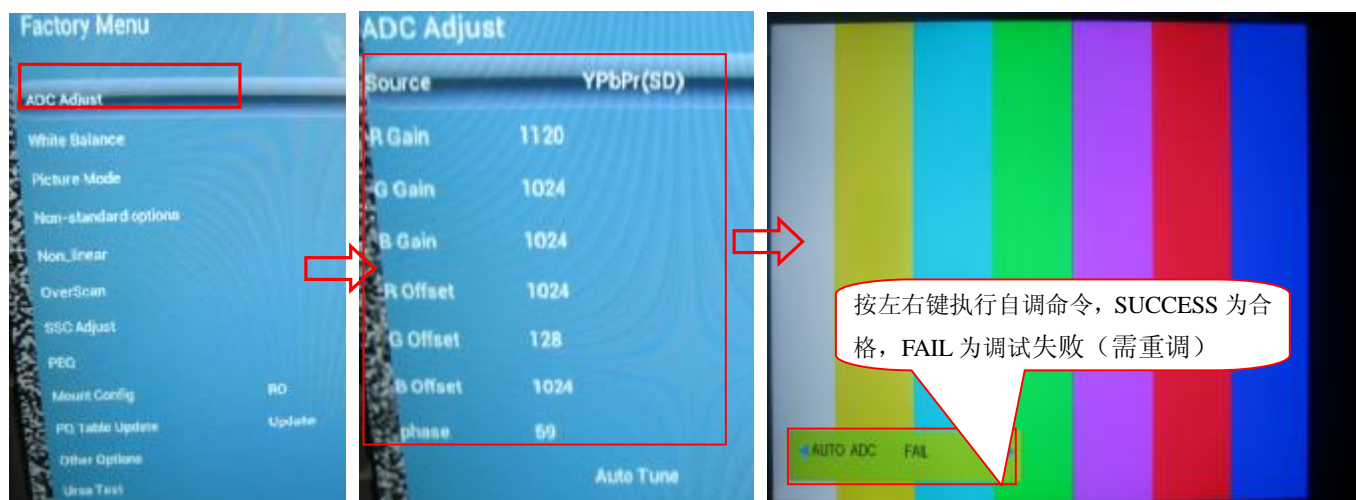 Factory Menu
ADC Adjust
White Balance
Picture Mode
Non-standard options
Non_linear
OverScan
SSC Adjust
PEQ
Mount Config RO
PQ Table Update Update
Other Options
Ursa Test
ADC Adjust
Source YPbPr(SD)
R Gain 1120
G Gain 1024
B Gain 1024
R Offset 1024
G Offset 128
B Offset 1024
phase 59
Auto Tune
按左右键执行自调命令，SUCCESS 为合
格，FAIL 为调试失败（需重调）
AUTO ADC FAIL